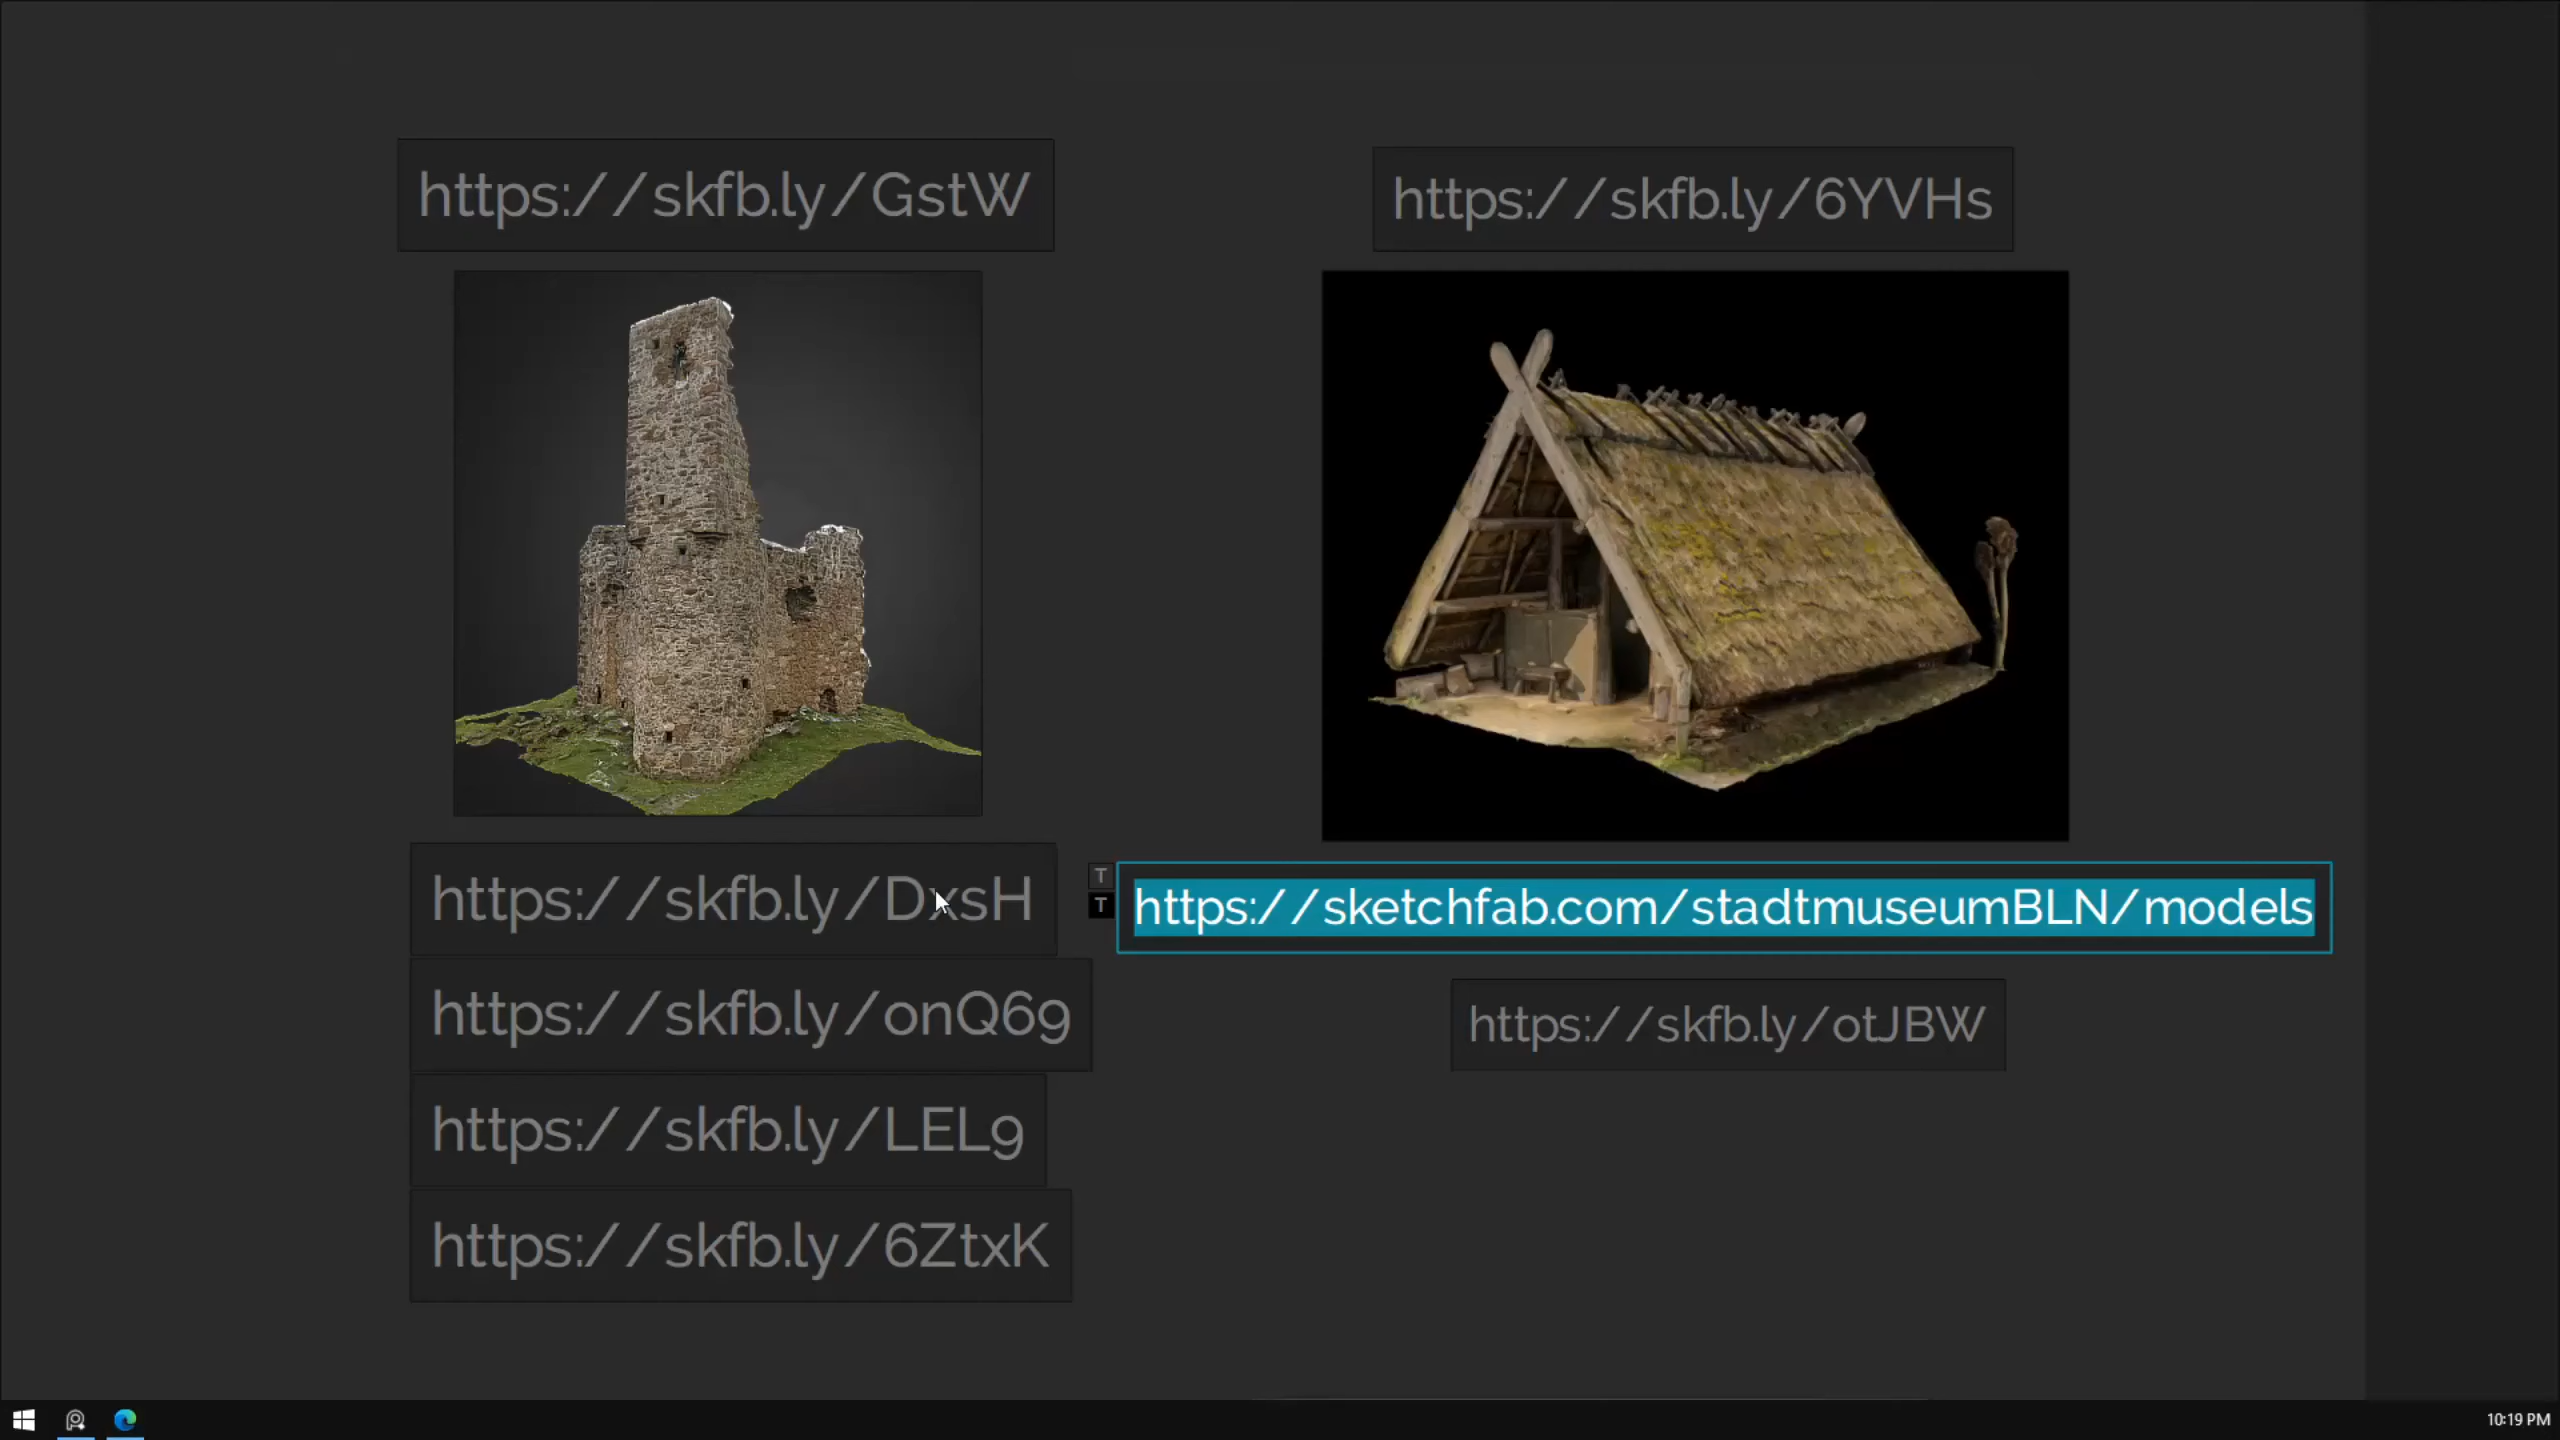 https://skfb.ly/GstW
https://skfb.ly/6YVHs
https://skfb.ly/DxsH
https://skfb.ly/onQ69
https://skfb.ly/LEL9
https://skfb.ly/6ZtxK
T
T
https://sketchfab.com/stadtmuseumBLN/models
https://skfb.ly/otJBW
10:19 PM